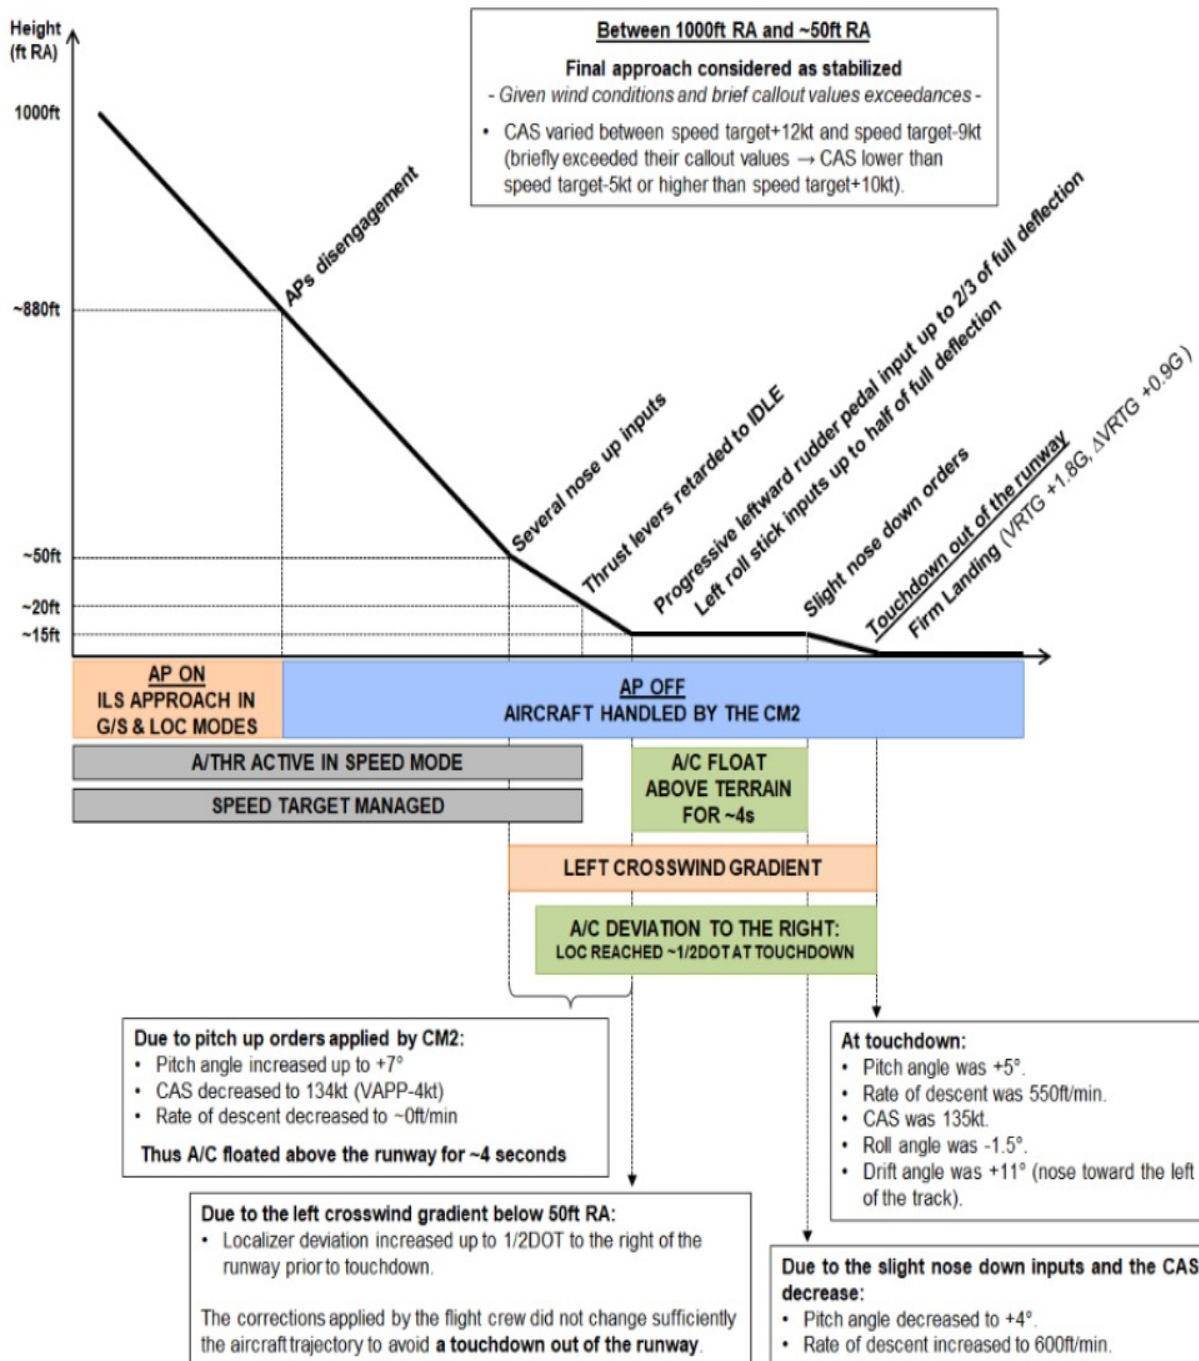 Height
(ft RA)
1000ft
~880ft
~50ft
~20ft
~15ft
Between 1000ft RA and ~50ft RA
Final approach considered as stabilized
- Given wind conditions and brief callout values exceedances -
• CAS varied between speed target+12kt and speed target-9kt
(briefly exceeded their callout values → CAS lower than
speed target-5kt or higher than speed target+10kt).
APs disengagement
Several nose up inputs
Thrust levers retarded to IDLE
Progressive leftward rudder pedal input up to 2/3 of full deflection
Left roll stick inputs up to half of full deflection
Slight nose down orders
Touchdown out of the runway
Firm Landing (VRTG +1.8G, ΔVRTG +0.9G)
AP ON
ILS APPROACH IN
G/S & LOC MODES
AP OFF
AIRCRAFT HANDLED BY THE CM2
A/THR ACTIVE IN SPEED MODE
SPEED TARGET MANAGED
A/C FLOAT
ABOVE TERRAIN
FOR ~4s
LEFT CROSSWIND GRADIENT
A/C DEVIATION TO THE RIGHT:
LOC REACHED ~1/2DOT AT TOUCHDOWN
Due to pitch up orders applied by CM2:
• Pitch angle increased up to +7°
• CAS decreased to 134kt (VAPP-4kt)
• Rate of descent decreased to ~0ft/min
Thus A/C floated above the runway for ~4 seconds
At touchdown:
• Pitch angle was +5°.
• Rate of descent was 550ft/min.
• CAS was 135kt.
• Roll angle was -1.5°.
• Drift angle was +11° (nose toward the left
of the track).
Due to the left crosswind gradient below 50ft RA:
• Localizer deviation increased up to 1/2DOT to the right of the
runway prior to touchdown.
The corrections applied by the flight crew did not change sufficiently
the aircraft trajectory to avoid a touchdown out of the runway.
Due to the slight nose down inputs and the CAS
decrease:
• Pitch angle decreased to +4°.
• Rate of descent increased to 600ft/min.